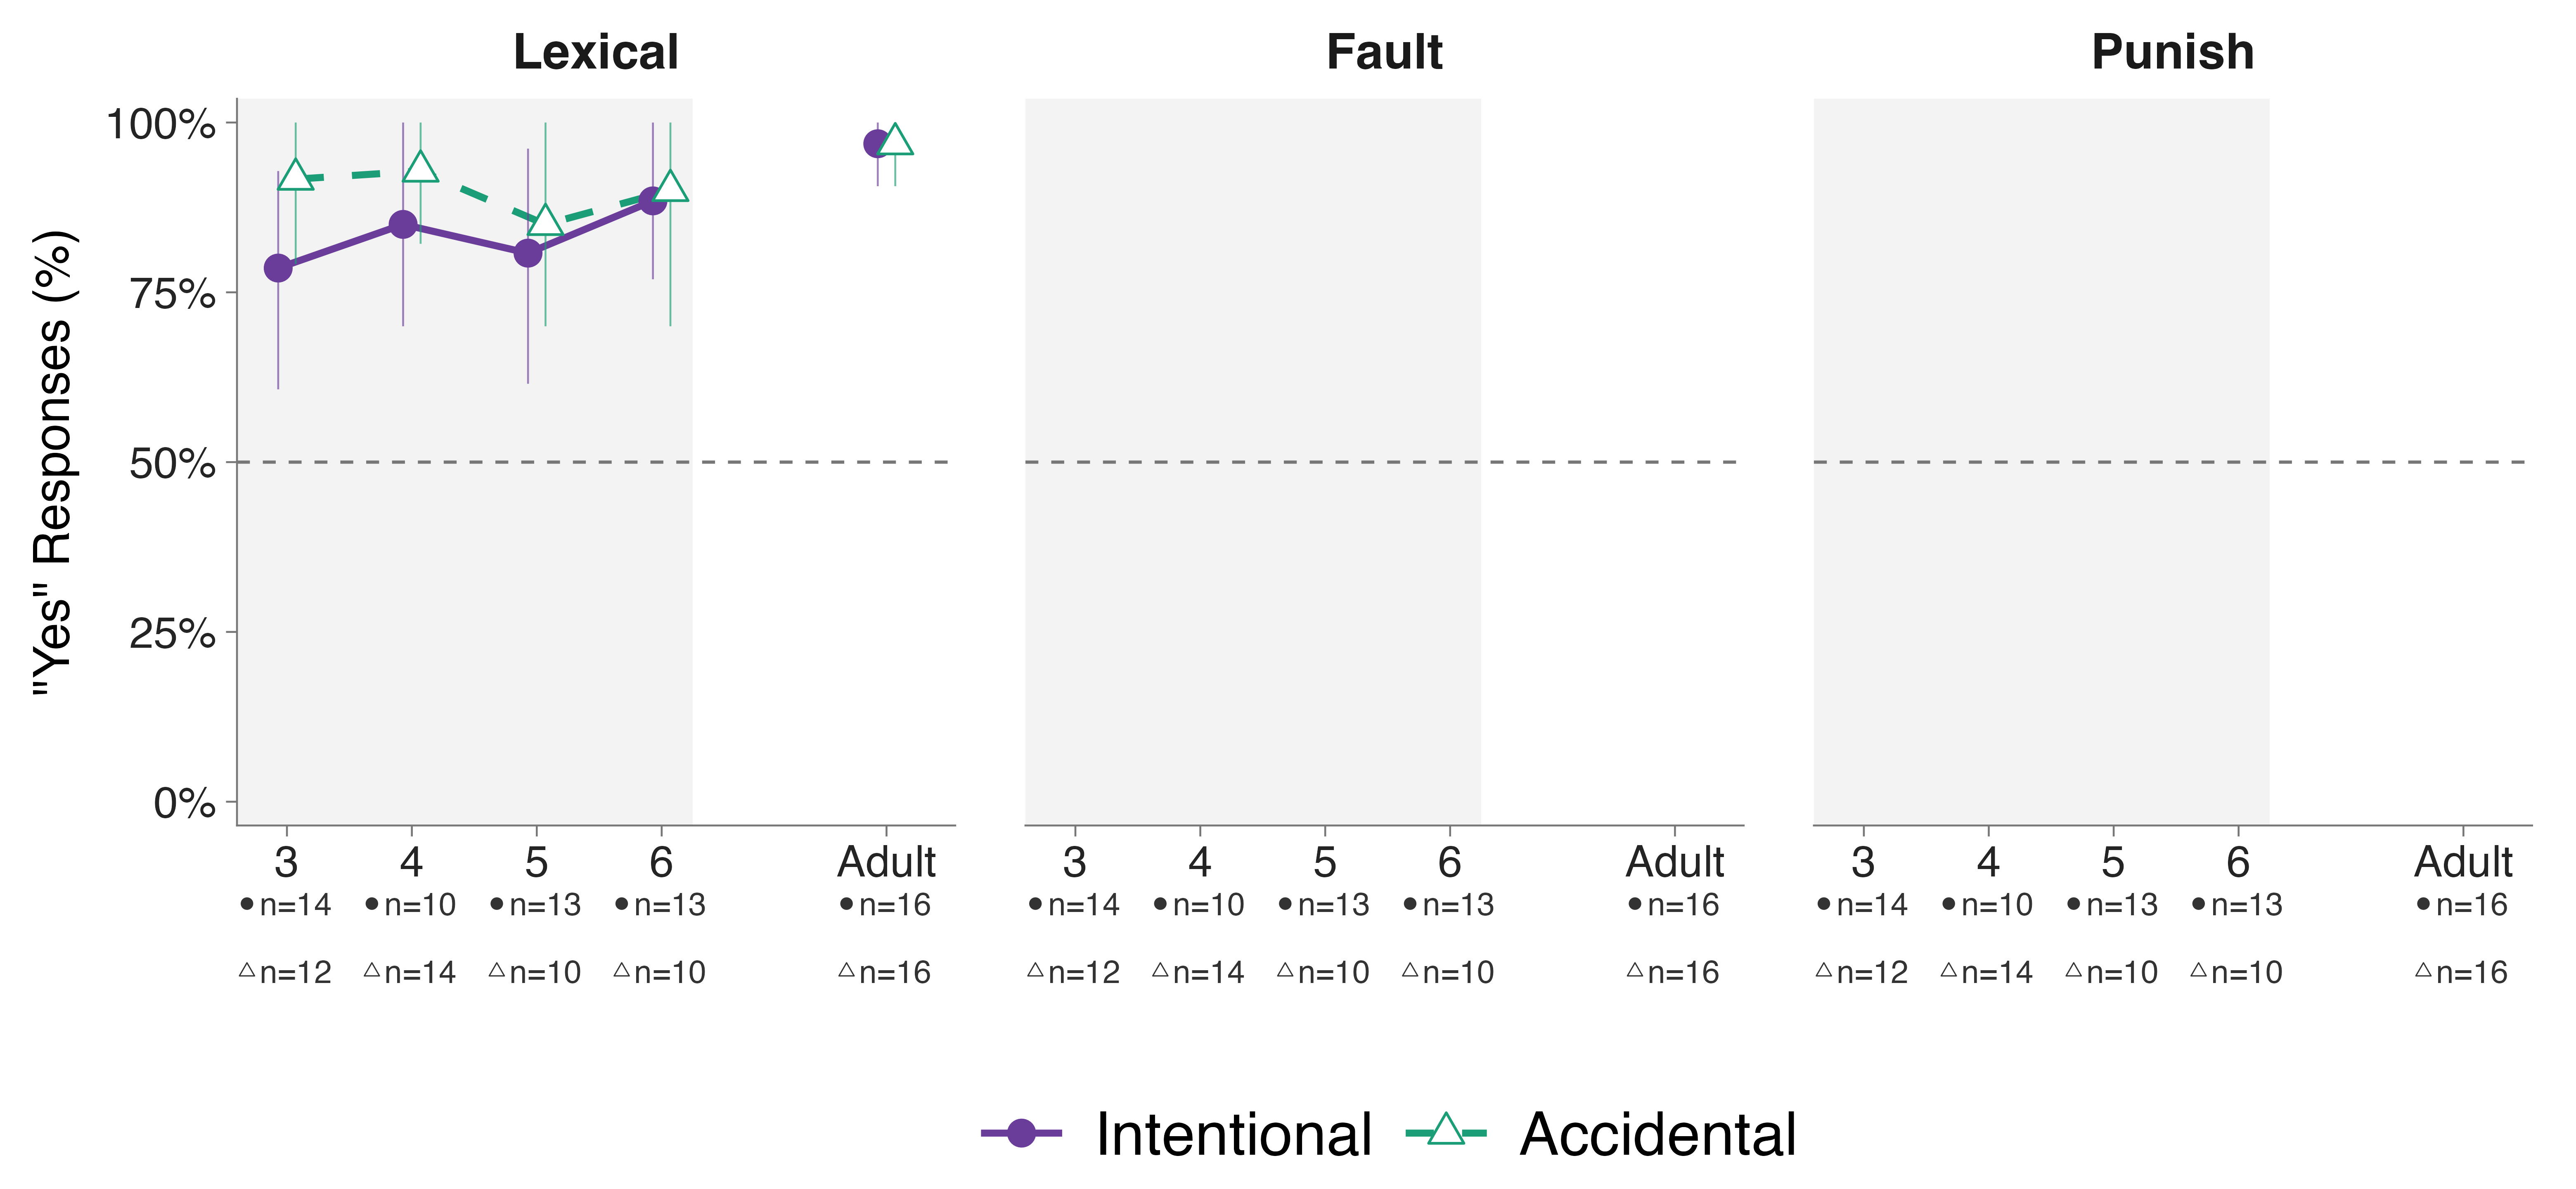 Lexical Fault Punish
"Yes" Responses (%)
100%
75%
50%
25%
0%
3 4 5 6 Adult 3 4 5 6 Adult 3 4 5 6 Adult
n=14 n=10 n=13 n=13 n=16 n=14 n=10 n=13 n=13 n=16 n=14 n=10 n=13 n=13 n=16
n=12 n=14 n=10 n=10 n=16 n=12 n=14 n=10 n=10 n=16 n=12 n=14 n=10 n=10 n=16
Intentional Accidental